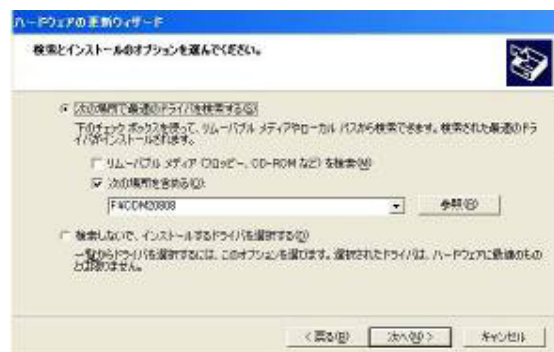 ハードウェアの更新ウィザード
検索とインストールのオプションを選んでください。
次の場所で最適のドライバを検索する(S)
下のチェック ボックスを使って、リムーバブル メディアやローカル パスから検索できます。検索された最適のドラ
イバがインストールされます。
リムーバブル メディア (フロッピー、CD-ROM など) を検索(M)
次の場所を含める(O):
参照(R)
検索しないで、インストールするドライバを選択する(D)
一覧からドライバを選択するには、このオプションを選びます。選択されたドライバは、ハードウェアに最適のもの
とは限りません。
< 戻る(B)
次へ(N) >
キャンセル